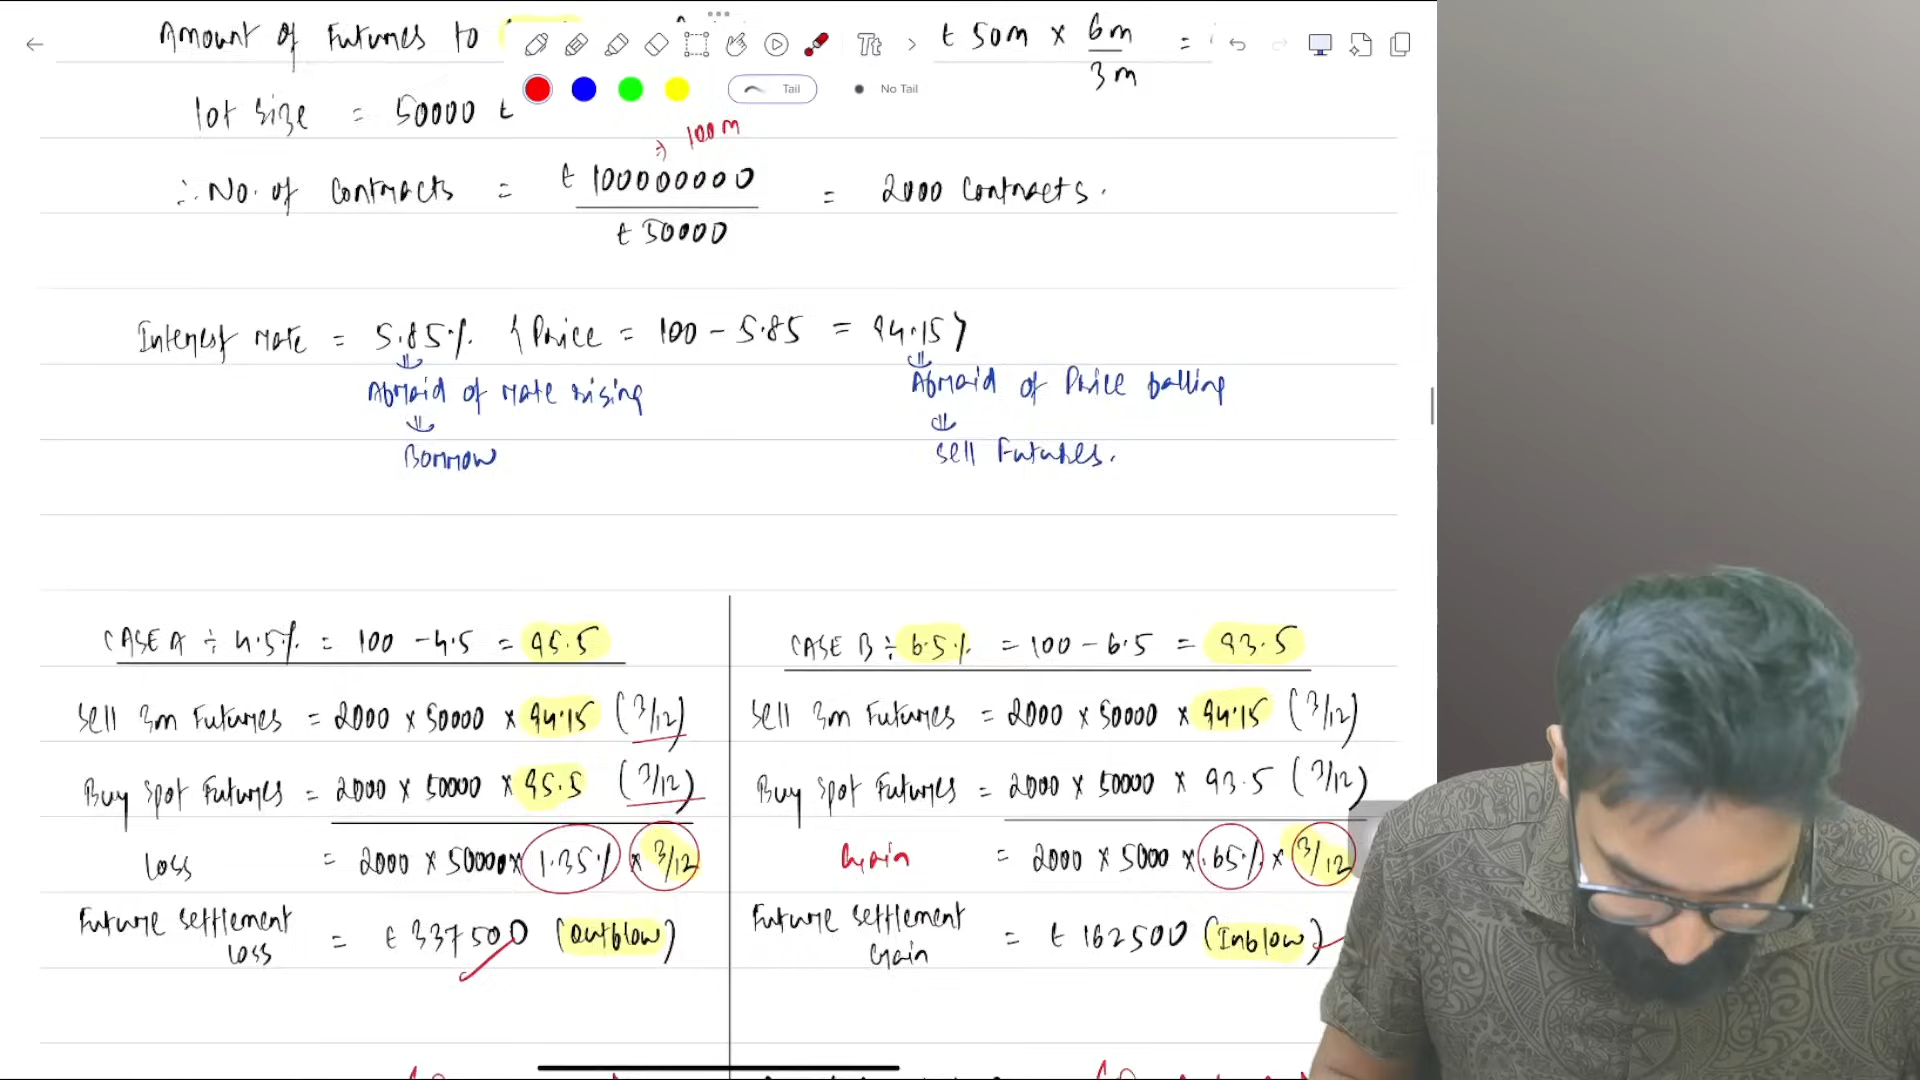 Amount of Futures to
€ 50m × 6m/3m =
Tt
Tail
No Tail
lot size = 50000 €
⇒ 100 m
∴ No. of Contracts = € 100000000 / € 50000 = 2000 Contracts.
Interest rate = 5.85% { Price = 100 - 5.85 = 94.15 }
Afraid of rate rising
Afraid of Price falling
Borrow
Sell Futures.
CASE A ÷ 4.5% = 100 - 4.5 = 95.5
Sell 3m Futures = 2000 × 50000 × 94.15 (3/12)
Buy Spot Futures = 2000 × 50000 × 95.5 (3/12)
Loss = 2000 × 50000 × 1.35% × 3/12
Future Settlement Loss = € 337500 (Outflow)
CASE B ÷ 6.5% = 100 - 6.5 = 93.5
Sell 3m Futures = 2000 × 50000 × 94.15 (3/12)
Buy Spot Futures = 2000 × 50000 × 93.5 (3/12)
Gain = 2000 × 5000 × .65% × 3/12
Future Settlement Gain = € 162500 (Inflow)